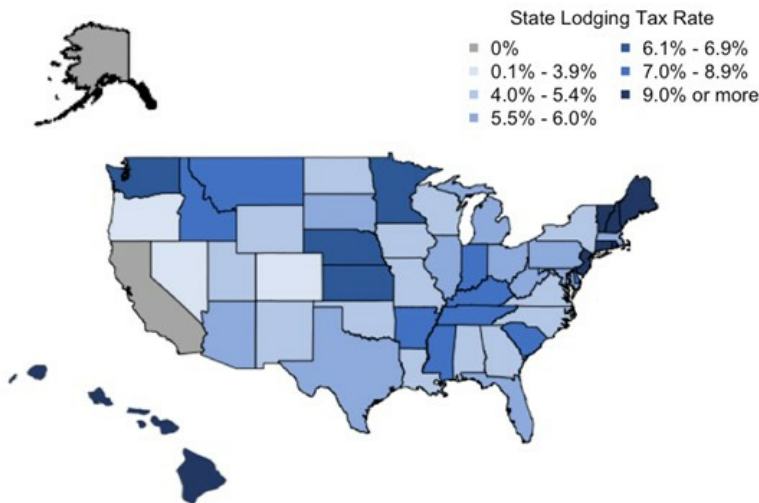 State Lodging Tax Rate
0%
0.1% - 3.9%
4.0% - 5.4%
5.5% - 6.0%
6.1% - 6.9%
7.0% - 8.9%
9.0% or more